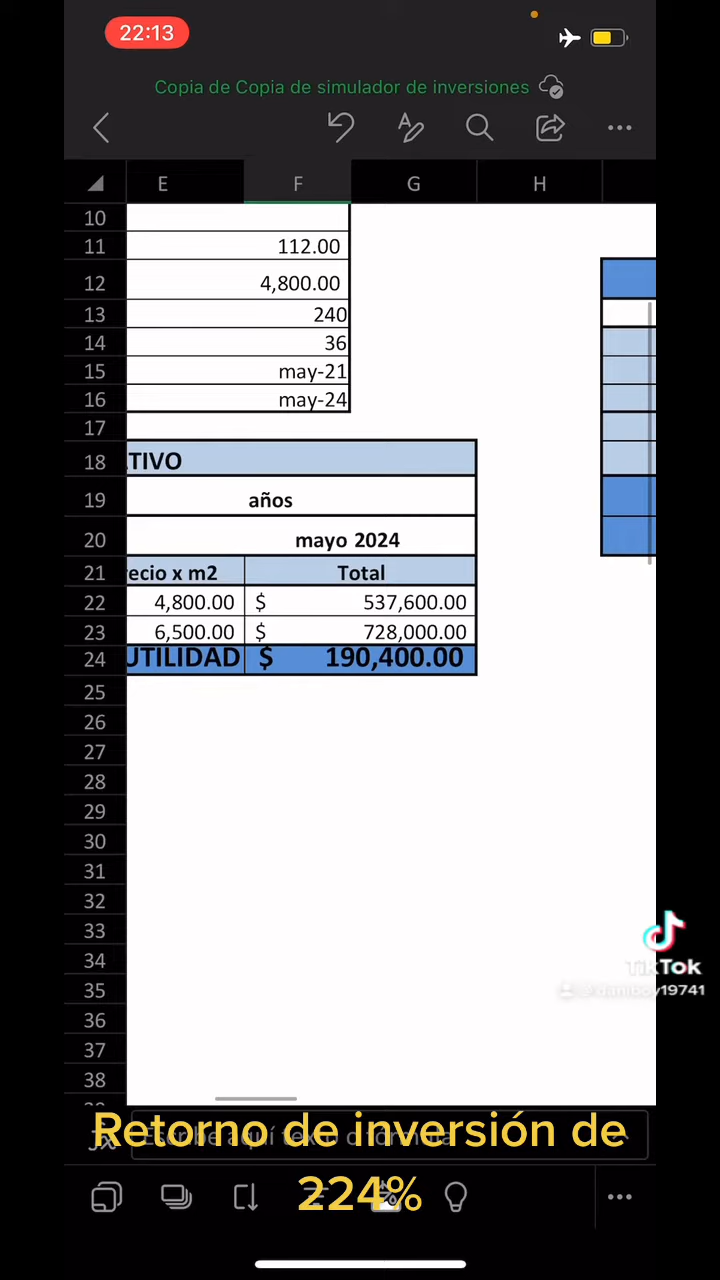 22:13
Copia de Copia de simulador de inversiones
E F G H
10
11 112.00
12 4,800.00
13 240
14 36
15 may-21
16 may-24
17
18 .TIVO
19 años
20 mayo 2024
21 recio x m2 Total
22 4,800.00 $ 537,600.00
23 6,500.00 $ 728,000.00
24 UTILIDAD $ 190,400.00
25
26
27
28
29
30
31
32
33
34
TikTok
35
@daniboy19741
36
37
38
Retorno de inversión de
224%